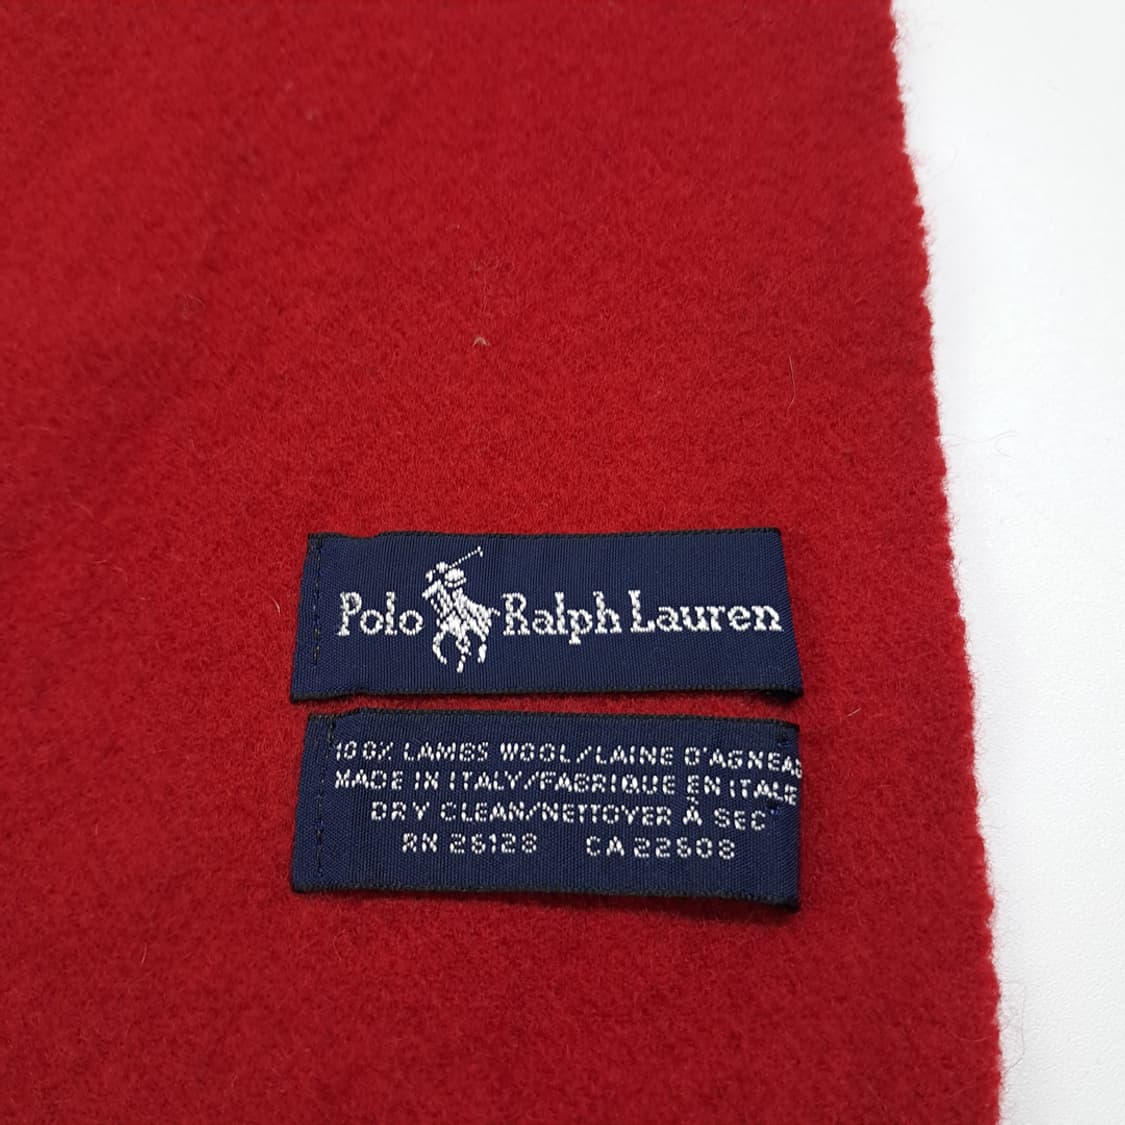 Polo Ralph Lauren
100% LAMBS WOOL/LAINE D'AGNEAU
MADE IN ITALY/FABRIQUE EN ITALIE
DRY CLEAN/NETTOYER À SEC
RN 26128 CA 22608